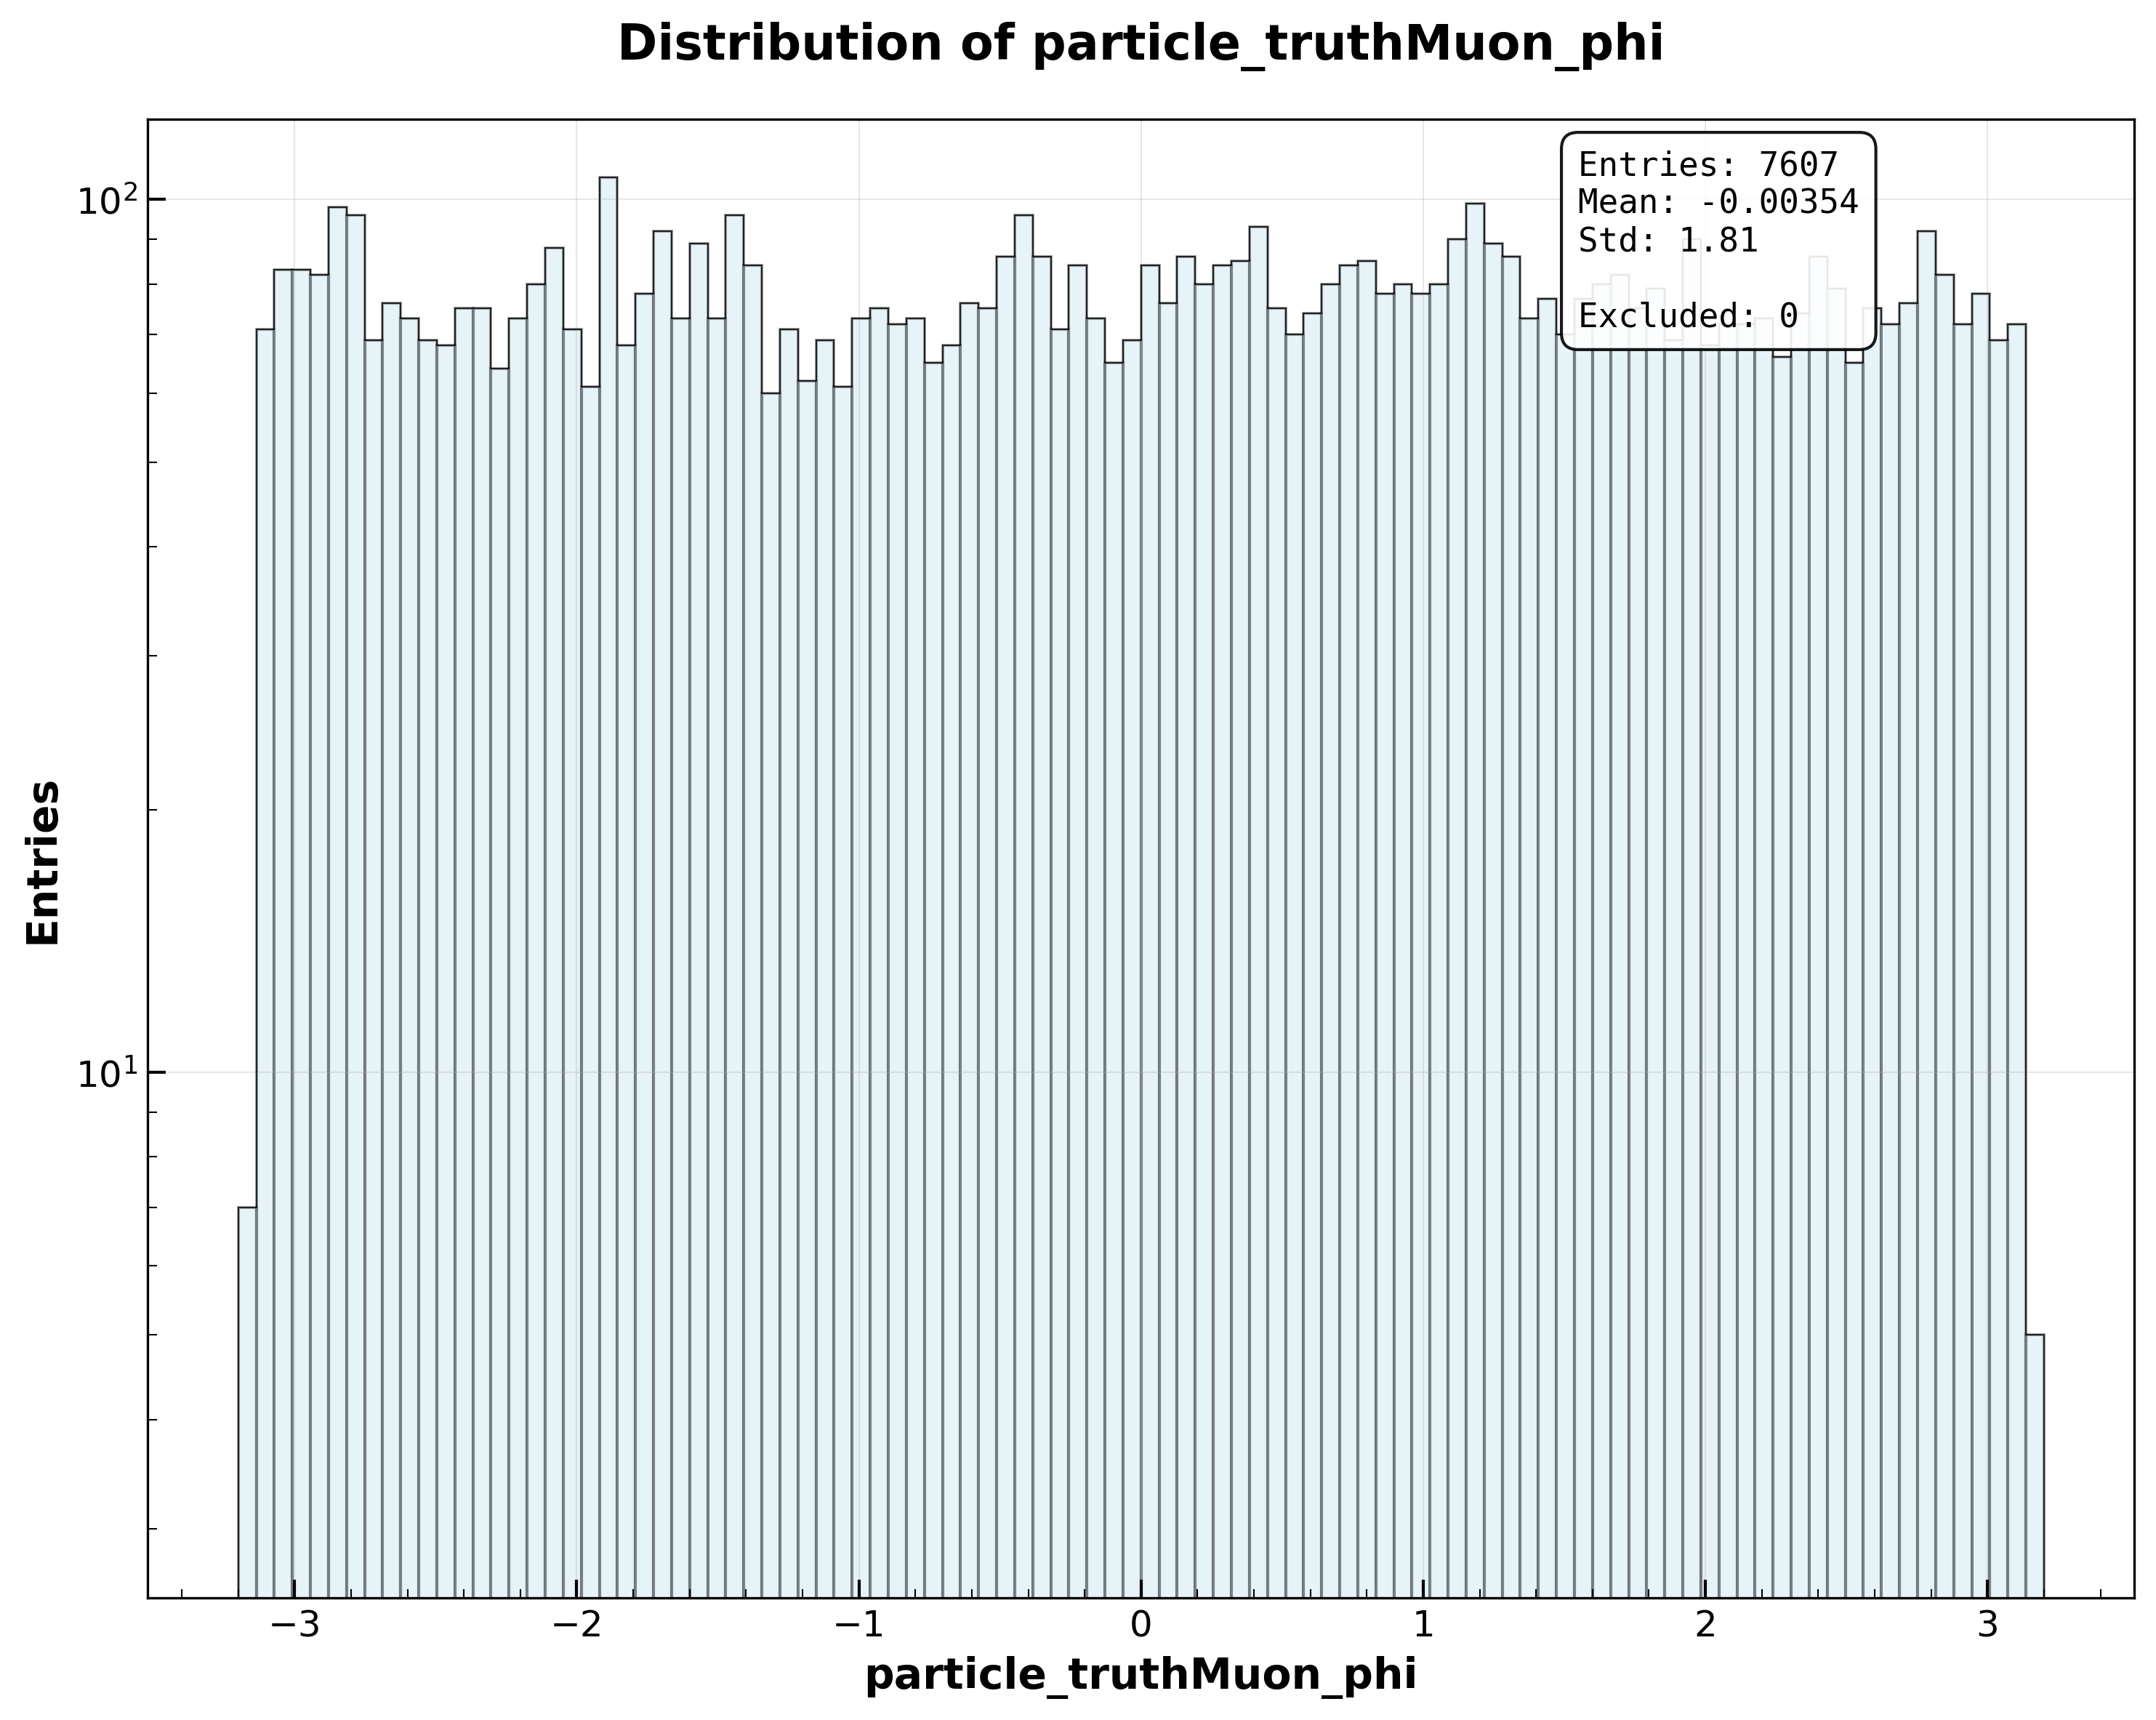 Distribution of particle_truthMuon_phi
Entries: 7607
Mean: -0.00354
Std: 1.81
Excluded: 0
10²
10¹
Entries
−3 −2 −1 0 1 2 3
particle_truthMuon_phi